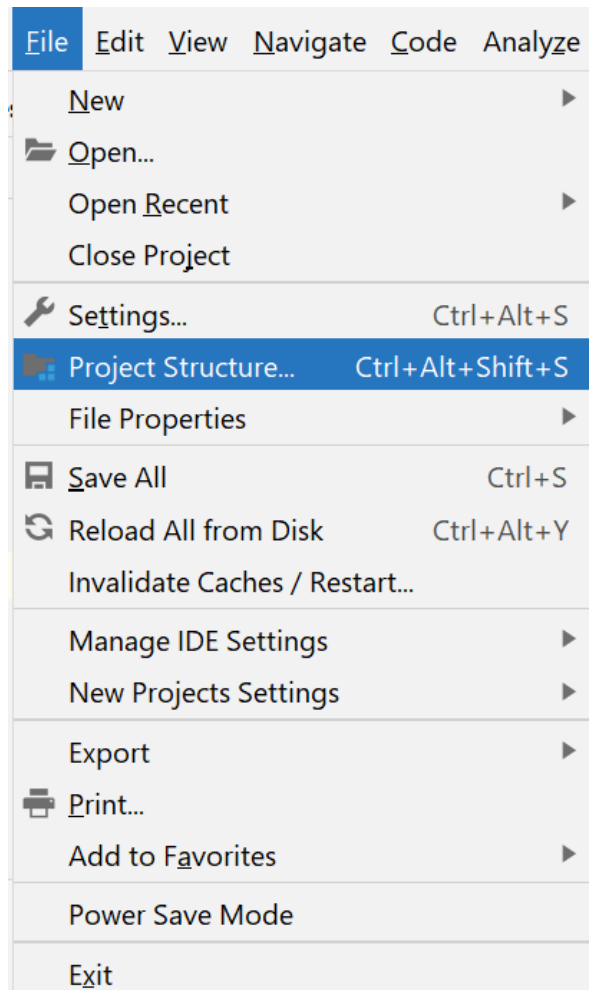 File Edit View Navigate Code Analyze
New
Open...
Open Recent
Close Project
Settings... Ctrl+Alt+S
Project Structure... Ctrl+Alt+Shift+S
File Properties
Save All Ctrl+S
Reload All from Disk Ctrl+Alt+Y
Invalidate Caches / Restart...
Manage IDE Settings
New Projects Settings
Export
Print...
Add to Favorites
Power Save Mode
Exit